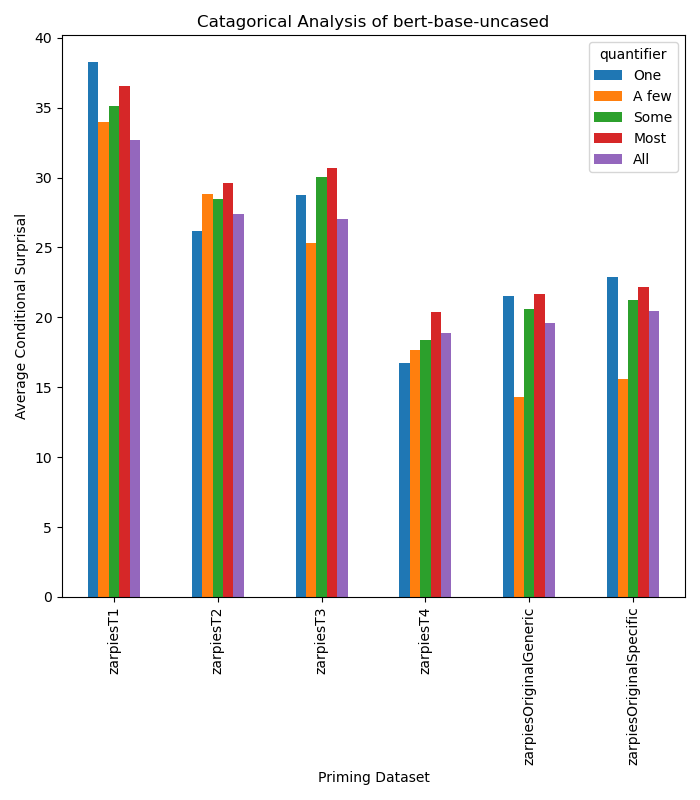 Catagorical Analysis of bert-base-uncased
quantifier
One
A few
Some
Most
All
Average Conditional Surprisal
40
35
30
25
20
15
10
5
0
zarpiesT1
zarpiesT2
zarpiesT3
zarpiesT4
zarpiesOriginalGeneric
zarpiesOriginalSpecific
Priming Dataset